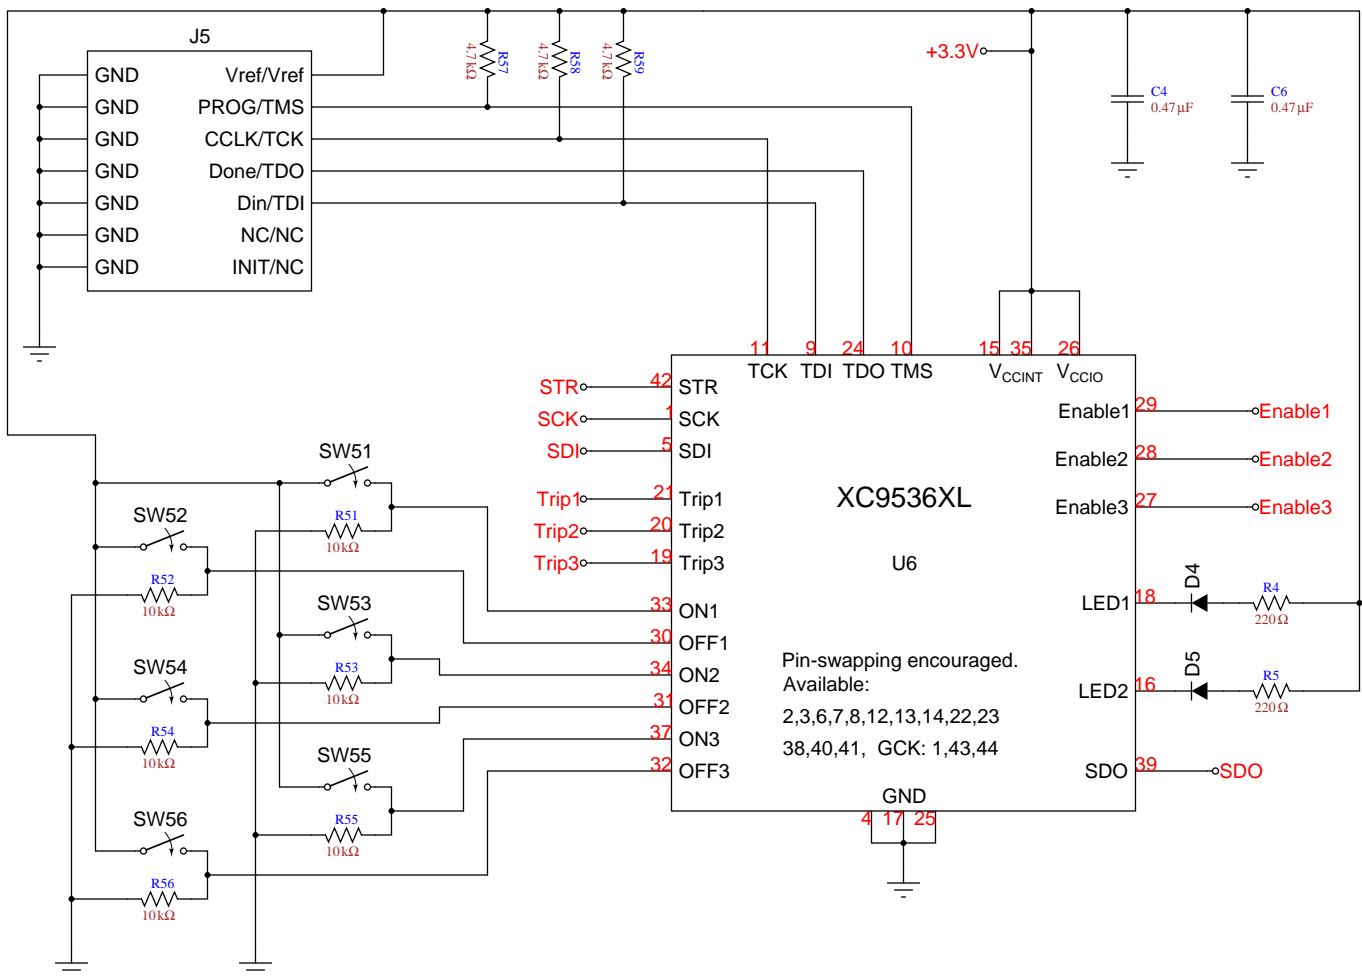 J5
GND Vref/Vref
GND PROG/TMS
GND CCLK/TCK
GND Done/TDO
GND Din/TDI
GND NC/NC
GND INIT/NC
R57
4.7kΩ
R58
4.7kΩ
R59
4.7kΩ
+3.3V
C4
0.47μF
C6
0.47μF
11 9 24 10 15 35 26
TCK TDI TDO TMS VCCINT VCCIO
STR 42 STR
SCK 1 SCK
SDI 5 SDI
Trip1 21 Trip1
Trip2 20 Trip2
Trip3 19 Trip3
33 ON1
30 OFF1
34 ON2
31 OFF2
37 ON3
32 OFF3
XC9536XL
U6
Pin-swapping encouraged.
Available:
2,3,6,7,8,12,13,14,22,23
38,40,41, GCK: 1,43,44
GND
4 17 25
Enable1 29 Enable1
Enable2 28 Enable2
Enable3 27 Enable3
LED1 18 D4 R4
220Ω
LED2 16 D5 R5
220Ω
SDO 39 SDO
SW51
R51
10kΩ
SW52
R52
10kΩ
SW53
R53
10kΩ
SW54
R54
10kΩ
SW55
R55
10kΩ
SW56
R56
10kΩ